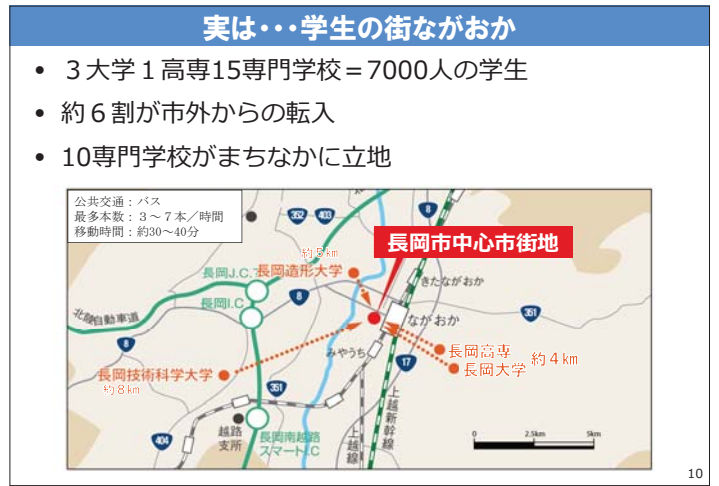 実は･･･学生の街ながおか
• ３大学１高専15専門学校＝7000人の学生
• 約６割が市外からの転入
• 10専門学校がまちなかに立地
公共交通：バス
最多本数：３～７本／時間
移動時間：約30～40分
352
403
8
約5km
長岡市中心市街地
長岡J.C.T
長岡造形大学
きたながおか
長岡I.C
8
351
北陸自動車道
ながおか
8
みやうち
長岡高専
約４km
17
長岡大学
長岡技術科学大学
約8km
351
上越新幹線
越路
支所
長岡南越路
スマートI.C
上越線
404
0
2.5km
5km
10